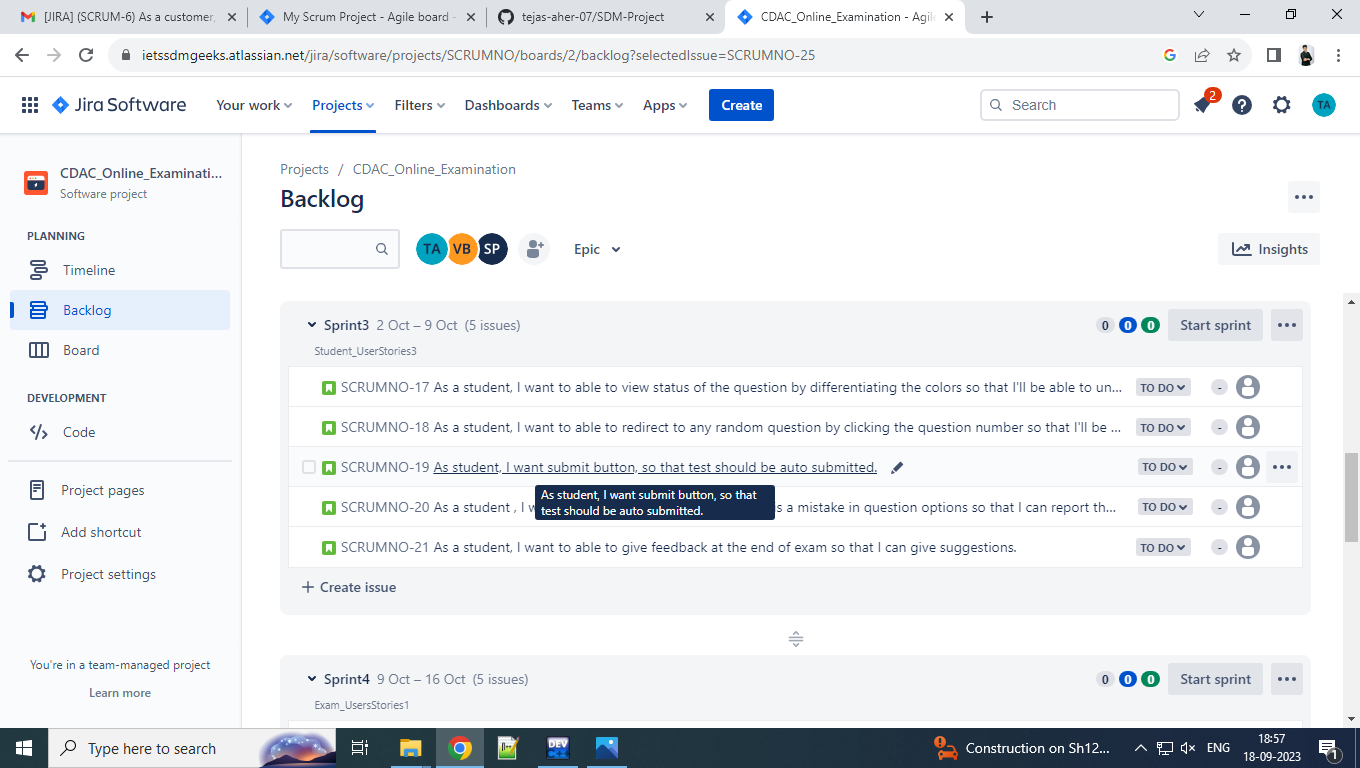 [JIRA] (SCRUM-6) As a customer,
My Scrum Project - Agile board -
tejas-aher-07/SDM-Project
CDAC_Online_Examination - Agile
ietssdmgeeks.atlassian.net/jira/software/projects/SCRUMNO/boards/2/backlog?selectedIssue=SCRUMNO-25
Jira Software
Your work
Projects
Filters
Dashboards
Teams
Apps
Create
Search
2
TA
CDAC_Online_Examinati...
Software project
PLANNING
Timeline
Backlog
Board
DEVELOPMENT
Code
Project pages
Add shortcut
Project settings
You're in a team-managed project
Learn more
Projects / CDAC_Online_Examination
Backlog
TA VB SP
Epic
Insights
Sprint3 2 Oct – 9 Oct (5 issues)
0 0 0 Start sprint
Student_UserStories3
SCRUMNO-17 As a student, I want to able to view status of the question by differentiating the colors so that I'll be able to un... TO DO -
SCRUMNO-18 As a student, I want to able to redirect to any random question by clicking the question number so that I'll be ... TO DO -
SCRUMNO-19 As student, I want submit button, so that test should be auto submitted. TO DO -
As student, I want submit button, so that
test should be auto submitted.
SCRUMNO-20 As a student , I w s a mistake in question options so that I can report th... TO DO -
SCRUMNO-21 As a student, I want to able to give feedback at the end of exam so that I can give suggestions. TO DO -
+ Create issue
Sprint4 9 Oct – 16 Oct (5 issues)
0 0 0 Start sprint
Exam_UsersStories1
Type here to search
DEV
Construction on Sh12...
ENG
18:57
18-09-2023
1